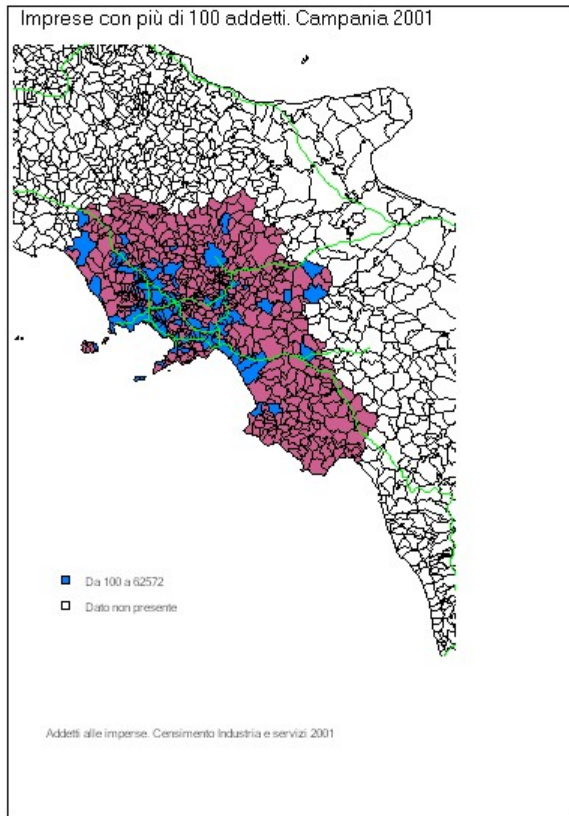 Imprese con più di 100 addetti. Campania 2001
Da 100 a 62572
Dato non presente
Addetti alle imperse. Censimento Industria e servizi 2001